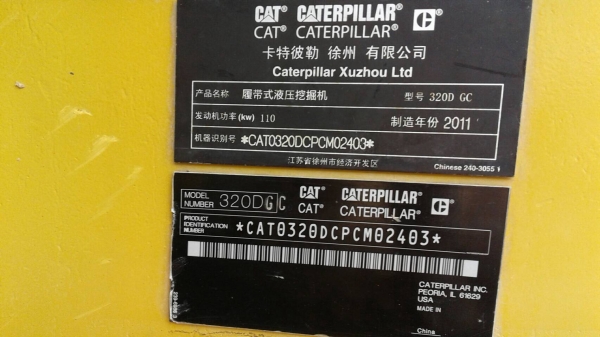 CAT CATERPILLAR C
CAT CATERPILLAR
卡特彼勒 徐州 有限公司
Caterpillar Xuzhou Ltd
产品名称 履带式液压挖掘机 型号 320D GC
发动机功率(kw) 110 制造年份 2011
机器识别号 *CAT0320DCPCM02403*
江苏省徐州市经济开发区 Chinese 240-3055 1
MODEL NUMBER 320DGC CAT CATERPILLAR C
CAT CATERPILLAR
PRODUCT IDENTIFICATION NUMBER *CAT0320DCPCM02403*
CATERPILLAR INC.
PEORIA, IL 61629
USA
MADE IN
China